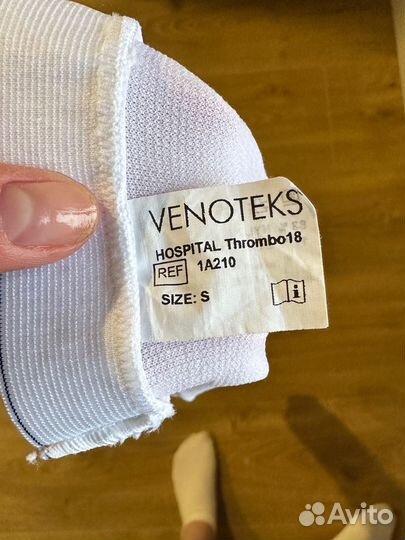 VENOTEKS
HOSPITAL Thrombo18
REF 1A210
SIZE: S
Avito